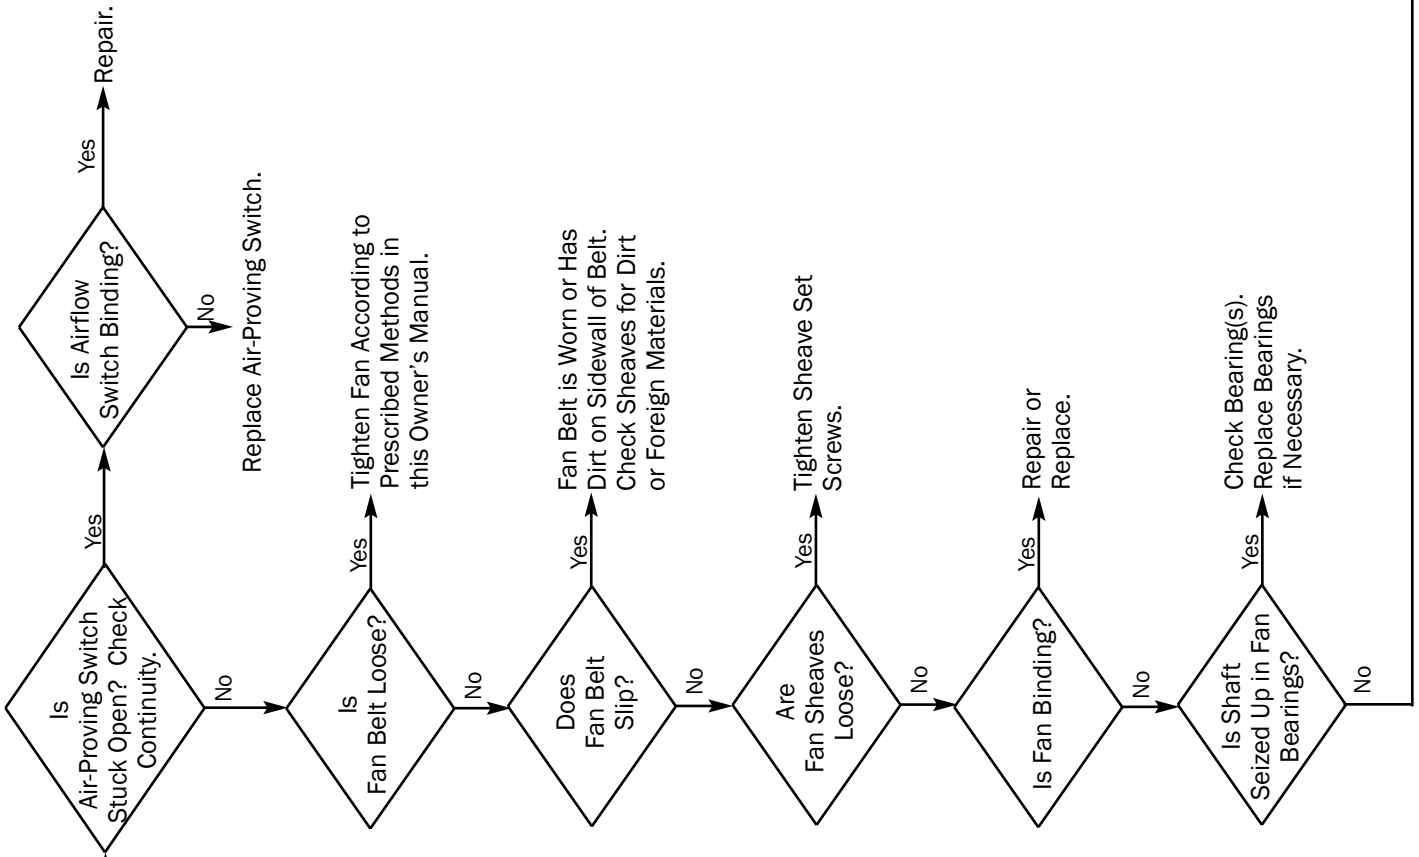 Is
Air-Proving Switch
Stuck Open?  Check
Continuity.
Yes
No
Is Airflow
Switch Binding?
Yes
Repair.
No
Replace Air-Proving Switch.
Is
Fan Belt Loose?
Yes
Tighten Fan According to
Prescribed Methods in
this Owner’s Manual.
No
Does
Fan Belt
Slip?
Yes
Fan Belt is Worn or Has
Dirt on Sidewall of Belt.
Check Sheaves for Dirt
or Foreign Materials.
No
Are
Fan Sheaves
Loose?
Yes
Tighten Sheave Set
Screws.
No
Is Fan Binding?
Yes
Repair or
Replace.
No
Is Shaft
Seized Up in Fan
Bearings?
Yes
Check Bearing(s).
Replace Bearings
if Necessary.
No